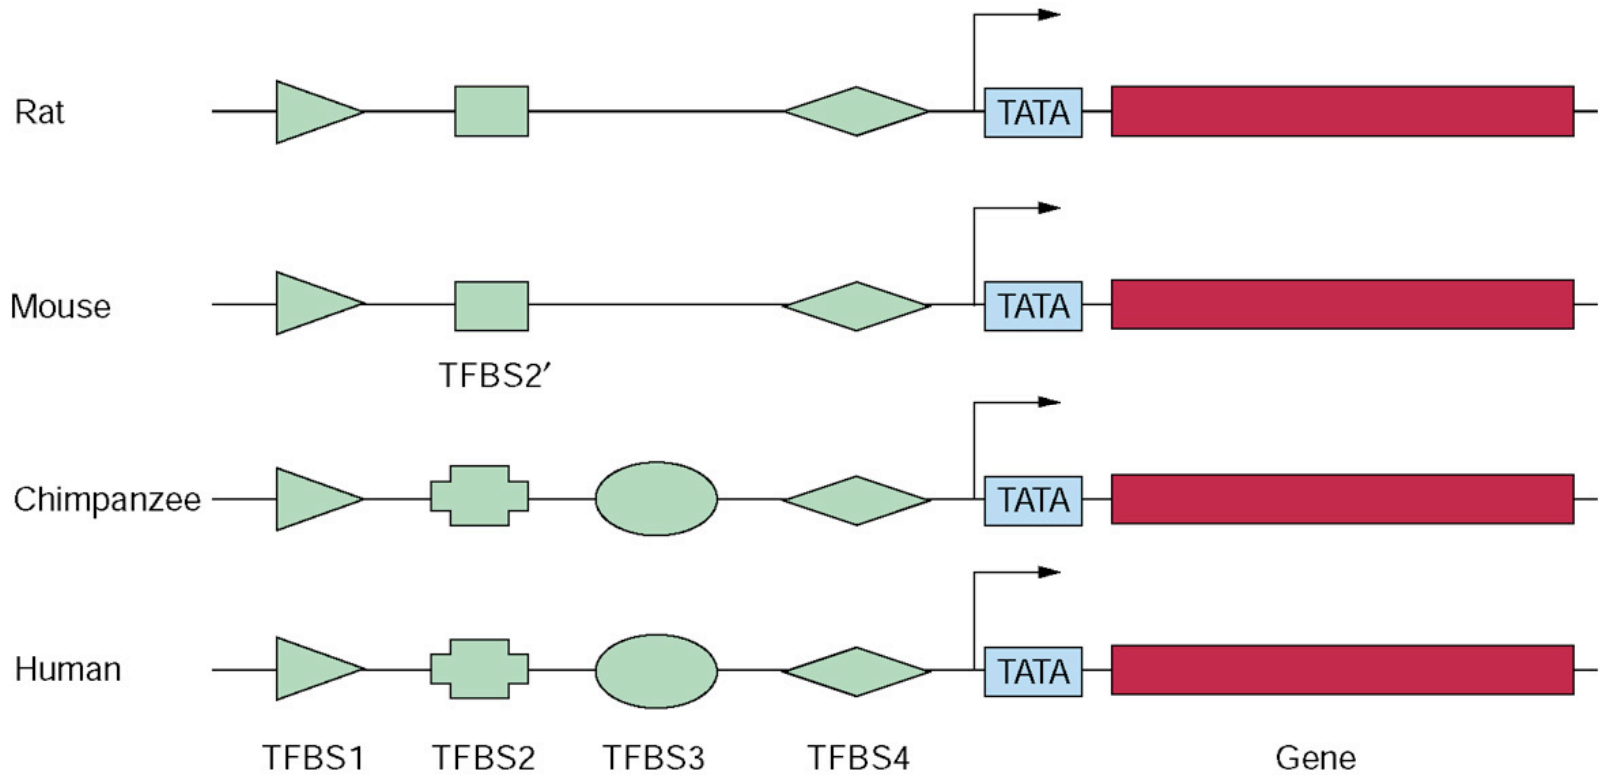 Rat TATA
Mouse TATA
TFBS2′
Chimpanzee TATA
Human TATA
TFBS1 TFBS2 TFBS3 TFBS4 Gene